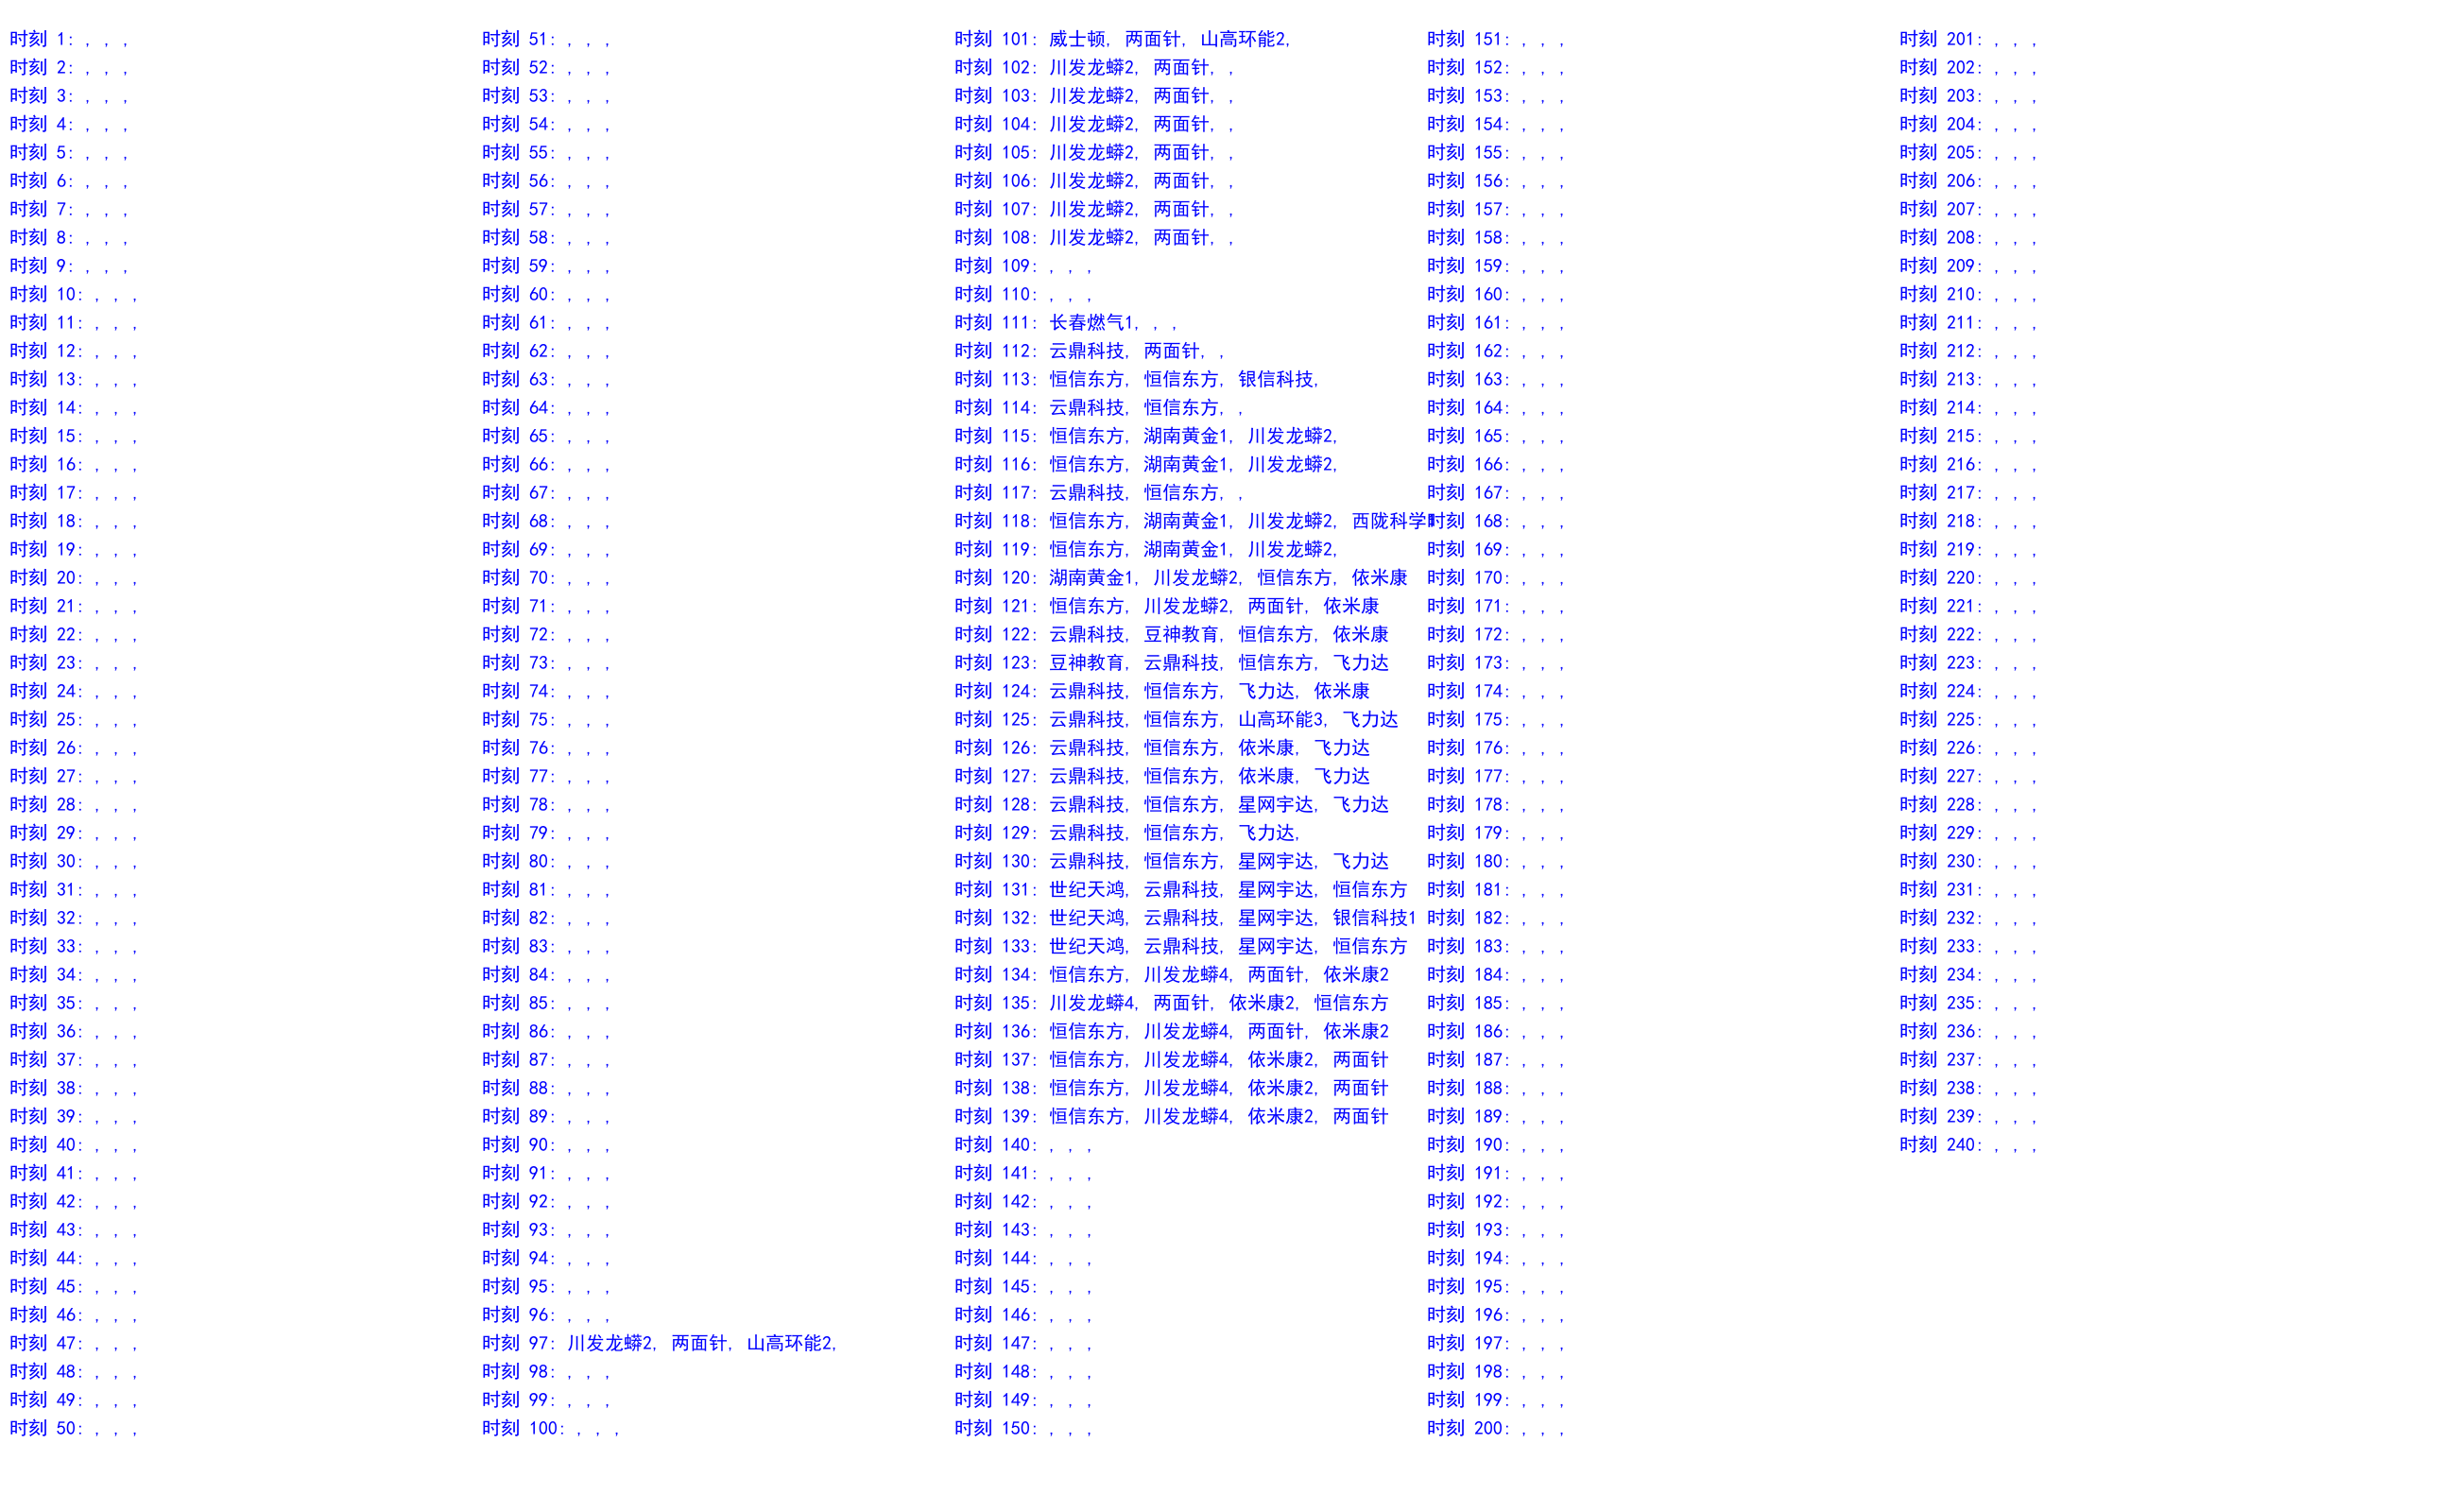 时刻 1: , , ,
时刻 2: , , ,
时刻 3: , , ,
时刻 4: , , ,
时刻 5: , , ,
时刻 6: , , ,
时刻 7: , , ,
时刻 8: , , ,
时刻 9: , , ,
时刻 10: , , ,
时刻 11: , , ,
时刻 12: , , ,
时刻 13: , , ,
时刻 14: , , ,
时刻 15: , , ,
时刻 16: , , ,
时刻 17: , , ,
时刻 18: , , ,
时刻 19: , , ,
时刻 20: , , ,
时刻 21: , , ,
时刻 22: , , ,
时刻 23: , , ,
时刻 24: , , ,
时刻 25: , , ,
时刻 26: , , ,
时刻 27: , , ,
时刻 28: , , ,
时刻 29: , , ,
时刻 30: , , ,
时刻 31: , , ,
时刻 32: , , ,
时刻 33: , , ,
时刻 34: , , ,
时刻 35: , , ,
时刻 36: , , ,
时刻 37: , , ,
时刻 38: , , ,
时刻 39: , , ,
时刻 40: , , ,
时刻 41: , , ,
时刻 42: , , ,
时刻 43: , , ,
时刻 44: , , ,
时刻 45: , , ,
时刻 46: , , ,
时刻 47: , , ,
时刻 48: , , ,
时刻 49: , , ,
时刻 50: , , ,
时刻 51: , , ,
时刻 52: , , ,
时刻 53: , , ,
时刻 54: , , ,
时刻 55: , , ,
时刻 56: , , ,
时刻 57: , , ,
时刻 58: , , ,
时刻 59: , , ,
时刻 60: , , ,
时刻 61: , , ,
时刻 62: , , ,
时刻 63: , , ,
时刻 64: , , ,
时刻 65: , , ,
时刻 66: , , ,
时刻 67: , , ,
时刻 68: , , ,
时刻 69: , , ,
时刻 70: , , ,
时刻 71: , , ,
时刻 72: , , ,
时刻 73: , , ,
时刻 74: , , ,
时刻 75: , , ,
时刻 76: , , ,
时刻 77: , , ,
时刻 78: , , ,
时刻 79: , , ,
时刻 80: , , ,
时刻 81: , , ,
时刻 82: , , ,
时刻 83: , , ,
时刻 84: , , ,
时刻 85: , , ,
时刻 86: , , ,
时刻 87: , , ,
时刻 88: , , ,
时刻 89: , , ,
时刻 90: , , ,
时刻 91: , , ,
时刻 92: , , ,
时刻 93: , , ,
时刻 94: , , ,
时刻 95: , , ,
时刻 96: , , ,
时刻 97: 川发龙蟒2, 两面针, 山高环能2,
时刻 98: , , ,
时刻 99: , , ,
时刻 100: , , ,
时刻 101: 威士顿, 两面针, 山高环能2,
时刻 102: 川发龙蟒2, 两面针, ,
时刻 103: 川发龙蟒2, 两面针, ,
时刻 104: 川发龙蟒2, 两面针, ,
时刻 105: 川发龙蟒2, 两面针, ,
时刻 106: 川发龙蟒2, 两面针, ,
时刻 107: 川发龙蟒2, 两面针, ,
时刻 108: 川发龙蟒2, 两面针, ,
时刻 109: , , ,
时刻 110: , , ,
时刻 111: 长春燃气1, , ,
时刻 112: 云鼎科技, 两面针, ,
时刻 113: 恒信东方, 恒信东方, 银信科技,
时刻 114: 云鼎科技, 恒信东方, ,
时刻 115: 恒信东方, 湖南黄金1, 川发龙蟒2,
时刻 116: 恒信东方, 湖南黄金1, 川发龙蟒2,
时刻 117: 云鼎科技, 恒信东方, ,
时刻 118: 恒信东方, 湖南黄金1, 川发龙蟒2, 西陇科学
时刻 119: 恒信东方, 湖南黄金1, 川发龙蟒2,
时刻 120: 湖南黄金1, 川发龙蟒2, 恒信东方, 依米康
时刻 121: 恒信东方, 川发龙蟒2, 两面针, 依米康
时刻 122: 云鼎科技, 豆神教育, 恒信东方, 依米康
时刻 123: 豆神教育, 云鼎科技, 恒信东方, 飞力达
时刻 124: 云鼎科技, 恒信东方, 飞力达, 依米康
时刻 125: 云鼎科技, 恒信东方, 山高环能3, 飞力达
时刻 126: 云鼎科技, 恒信东方, 依米康, 飞力达
时刻 127: 云鼎科技, 恒信东方, 依米康, 飞力达
时刻 128: 云鼎科技, 恒信东方, 星网宇达, 飞力达
时刻 129: 云鼎科技, 恒信东方, 飞力达,
时刻 130: 云鼎科技, 恒信东方, 星网宇达, 飞力达
时刻 131: 世纪天鸿, 云鼎科技, 星网宇达, 恒信东方
时刻 132: 世纪天鸿, 云鼎科技, 星网宇达, 银信科技1
时刻 133: 世纪天鸿, 云鼎科技, 星网宇达, 恒信东方
时刻 134: 恒信东方, 川发龙蟒4, 两面针, 依米康2
时刻 135: 川发龙蟒4, 两面针, 依米康2, 恒信东方
时刻 136: 恒信东方, 川发龙蟒4, 两面针, 依米康2
时刻 137: 恒信东方, 川发龙蟒4, 依米康2, 两面针
时刻 138: 恒信东方, 川发龙蟒4, 依米康2, 两面针
时刻 139: 恒信东方, 川发龙蟒4, 依米康2, 两面针
时刻 140: , , ,
时刻 141: , , ,
时刻 142: , , ,
时刻 143: , , ,
时刻 144: , , ,
时刻 145: , , ,
时刻 146: , , ,
时刻 147: , , ,
时刻 148: , , ,
时刻 149: , , ,
时刻 150: , , ,
时刻 151: , , ,
时刻 152: , , ,
时刻 153: , , ,
时刻 154: , , ,
时刻 155: , , ,
时刻 156: , , ,
时刻 157: , , ,
时刻 158: , , ,
时刻 159: , , ,
时刻 160: , , ,
时刻 161: , , ,
时刻 162: , , ,
时刻 163: , , ,
时刻 164: , , ,
时刻 165: , , ,
时刻 166: , , ,
时刻 167: , , ,
时刻 168: , , ,
时刻 169: , , ,
时刻 170: , , ,
时刻 171: , , ,
时刻 172: , , ,
时刻 173: , , ,
时刻 174: , , ,
时刻 175: , , ,
时刻 176: , , ,
时刻 177: , , ,
时刻 178: , , ,
时刻 179: , , ,
时刻 180: , , ,
时刻 181: , , ,
时刻 182: , , ,
时刻 183: , , ,
时刻 184: , , ,
时刻 185: , , ,
时刻 186: , , ,
时刻 187: , , ,
时刻 188: , , ,
时刻 189: , , ,
时刻 190: , , ,
时刻 191: , , ,
时刻 192: , , ,
时刻 193: , , ,
时刻 194: , , ,
时刻 195: , , ,
时刻 196: , , ,
时刻 197: , , ,
时刻 198: , , ,
时刻 199: , , ,
时刻 200: , , ,
时刻 201: , , ,
时刻 202: , , ,
时刻 203: , , ,
时刻 204: , , ,
时刻 205: , , ,
时刻 206: , , ,
时刻 207: , , ,
时刻 208: , , ,
时刻 209: , , ,
时刻 210: , , ,
时刻 211: , , ,
时刻 212: , , ,
时刻 213: , , ,
时刻 214: , , ,
时刻 215: , , ,
时刻 216: , , ,
时刻 217: , , ,
时刻 218: , , ,
时刻 219: , , ,
时刻 220: , , ,
时刻 221: , , ,
时刻 222: , , ,
时刻 223: , , ,
时刻 224: , , ,
时刻 225: , , ,
时刻 226: , , ,
时刻 227: , , ,
时刻 228: , , ,
时刻 229: , , ,
时刻 230: , , ,
时刻 231: , , ,
时刻 232: , , ,
时刻 233: , , ,
时刻 234: , , ,
时刻 235: , , ,
时刻 236: , , ,
时刻 237: , , ,
时刻 238: , , ,
时刻 239: , , ,
时刻 240: , , ,